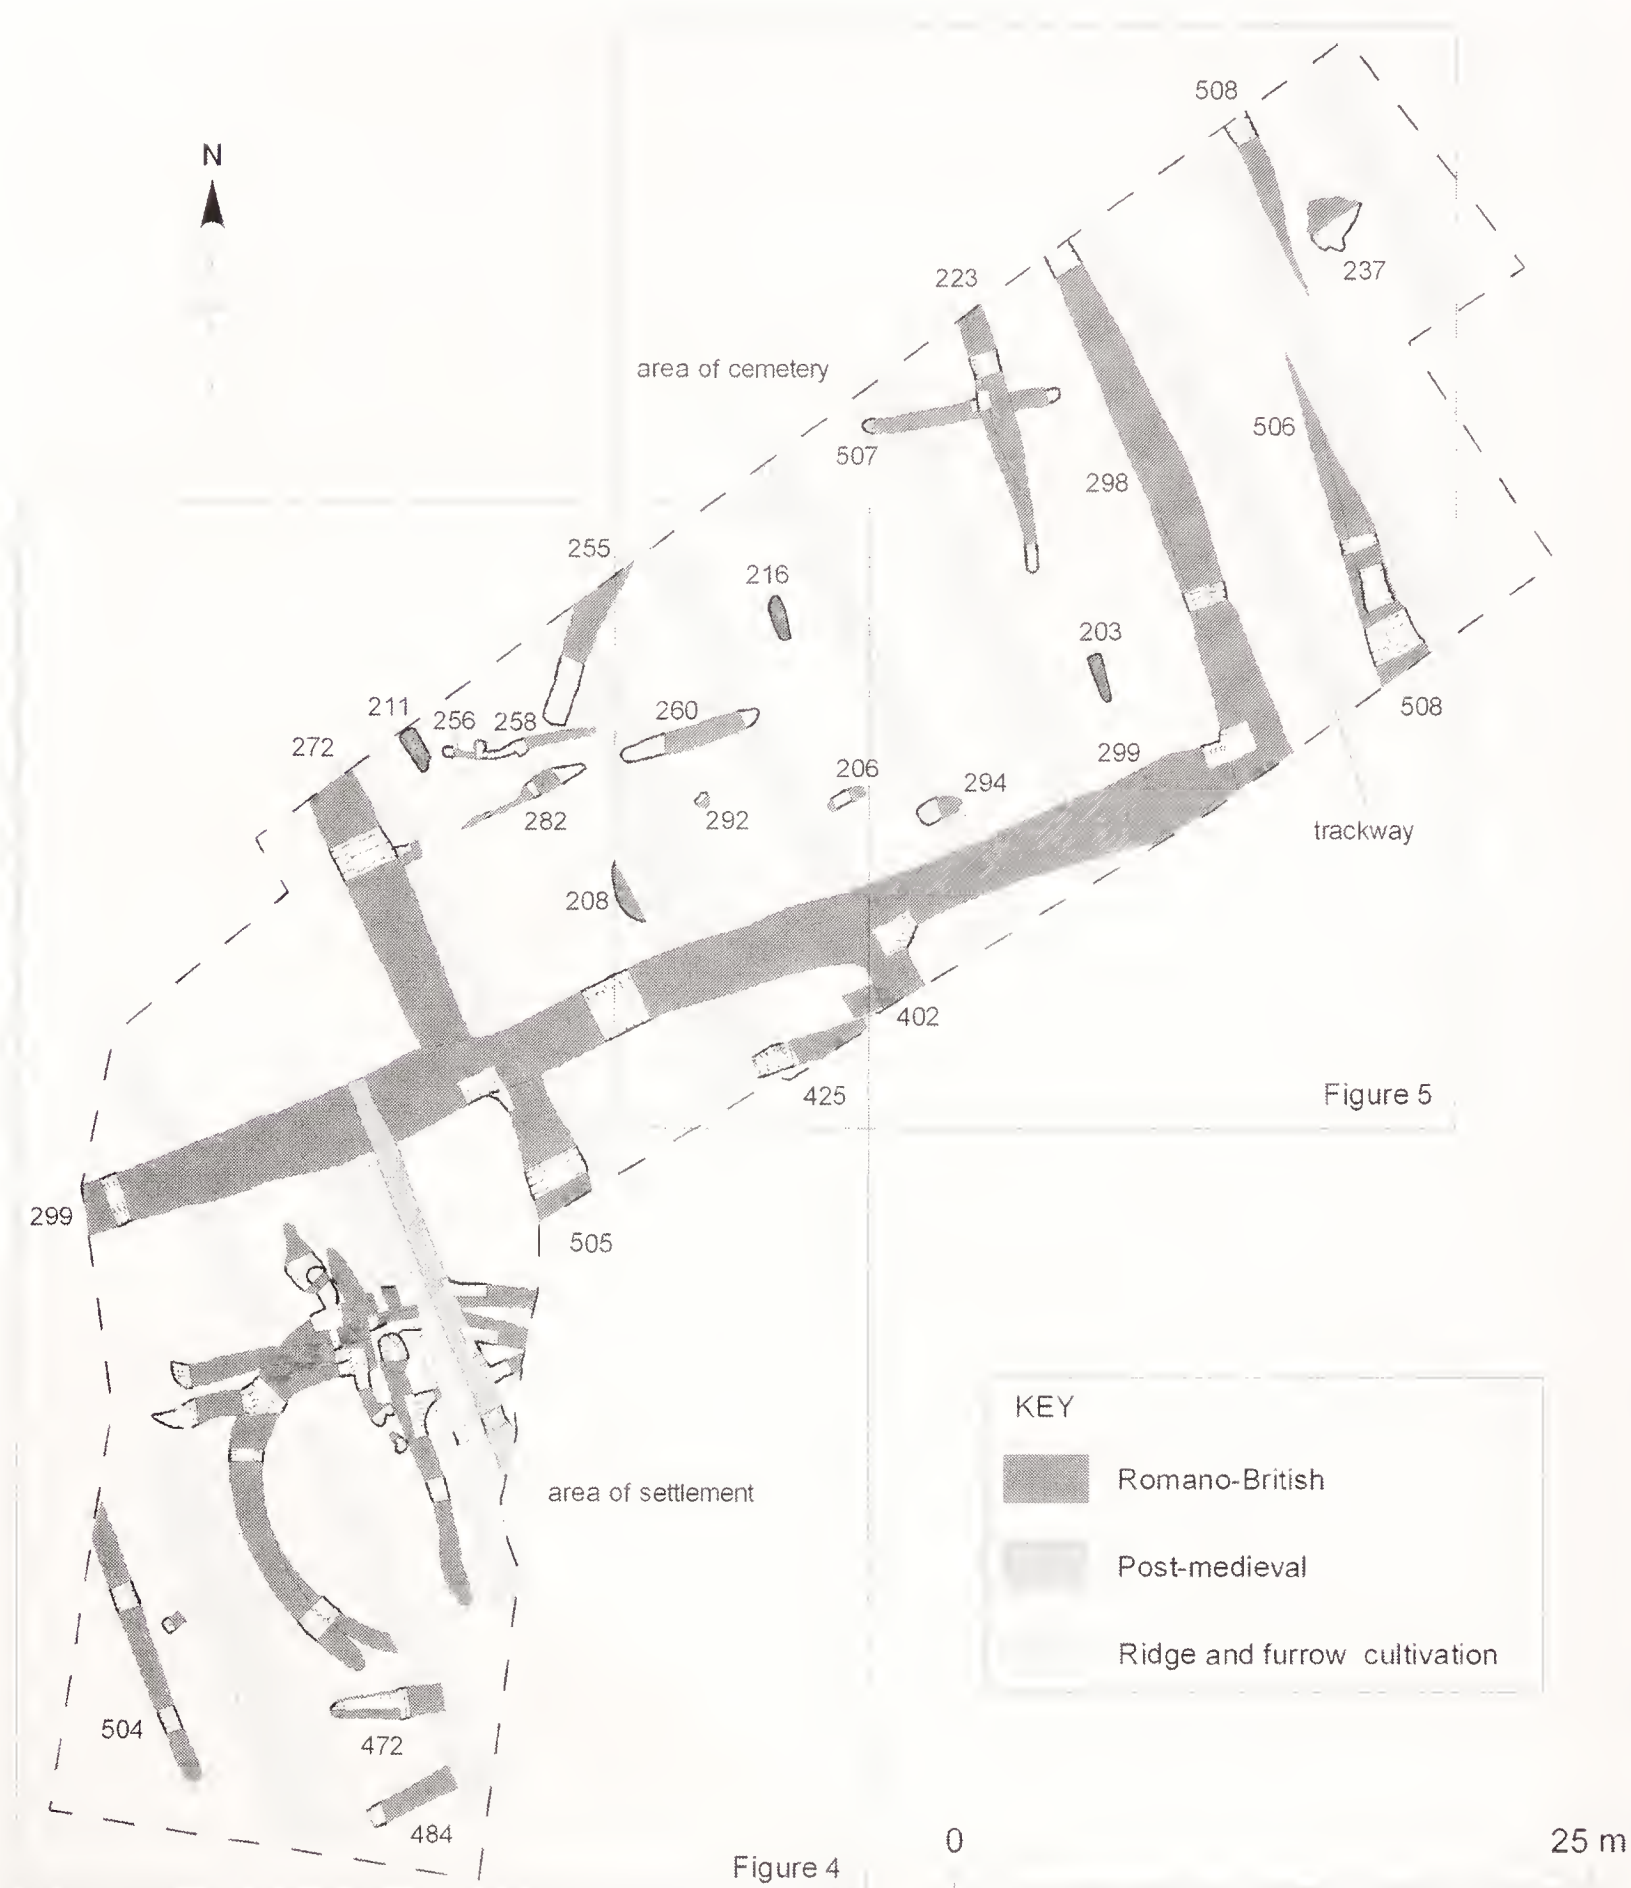 508
N
237
223
area of cemetery
506
507
298
255
216
203
211
256
258
260
272
299
206
294
282
292
trackway
208
508
402
425
Figure 5
299
505
KEY
Romano-British
area of settlement
Post-medieval
Ridge and furrow cultivation
504
472
484
0
25 m
Figure 4